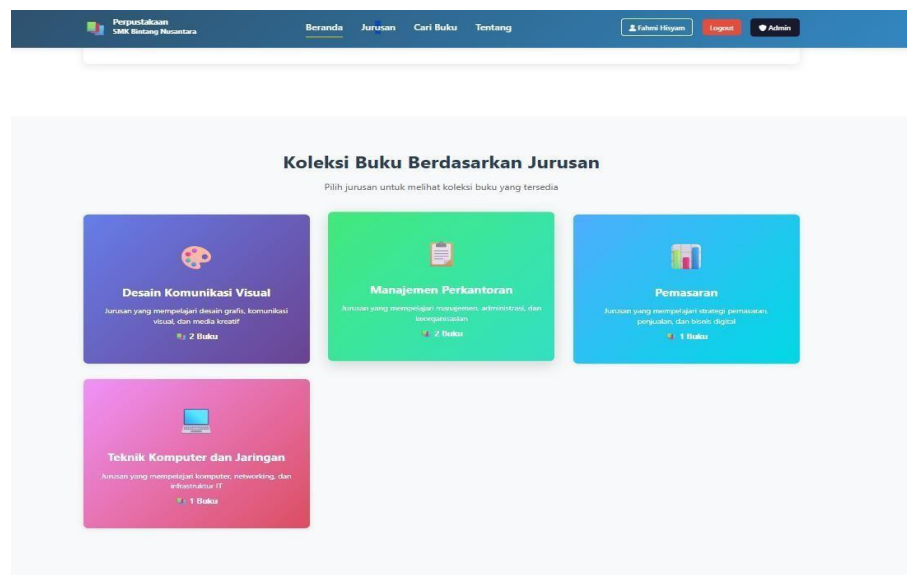 Perpustakaan
SMK Bintang Nusantara
Beranda Jurusan Cari Buku Tentang
Fahmi Hisyam Logout Admin
Koleksi Buku Berdasarkan Jurusan
Pilih jurusan untuk melihat koleksi buku yang tersedia
Desain Komunikasi Visual
Jurusan yang mempelajari desain grafis, komunikasi
visual, dan media kreatif
2 Buku
Manajemen Perkantoran
Jurusan yang mempelajari manajemen, administrasi, dan
keorganisasian
2 Buku
Pemasaran
Jurusan yang mempelajari strategi pemasaran,
penjualan, dan bisnis digital
1 Buku
Teknik Komputer dan Jaringan
Jurusan yang mempelajari komputer, networking, dan
infrastruktur IT
1 Buku